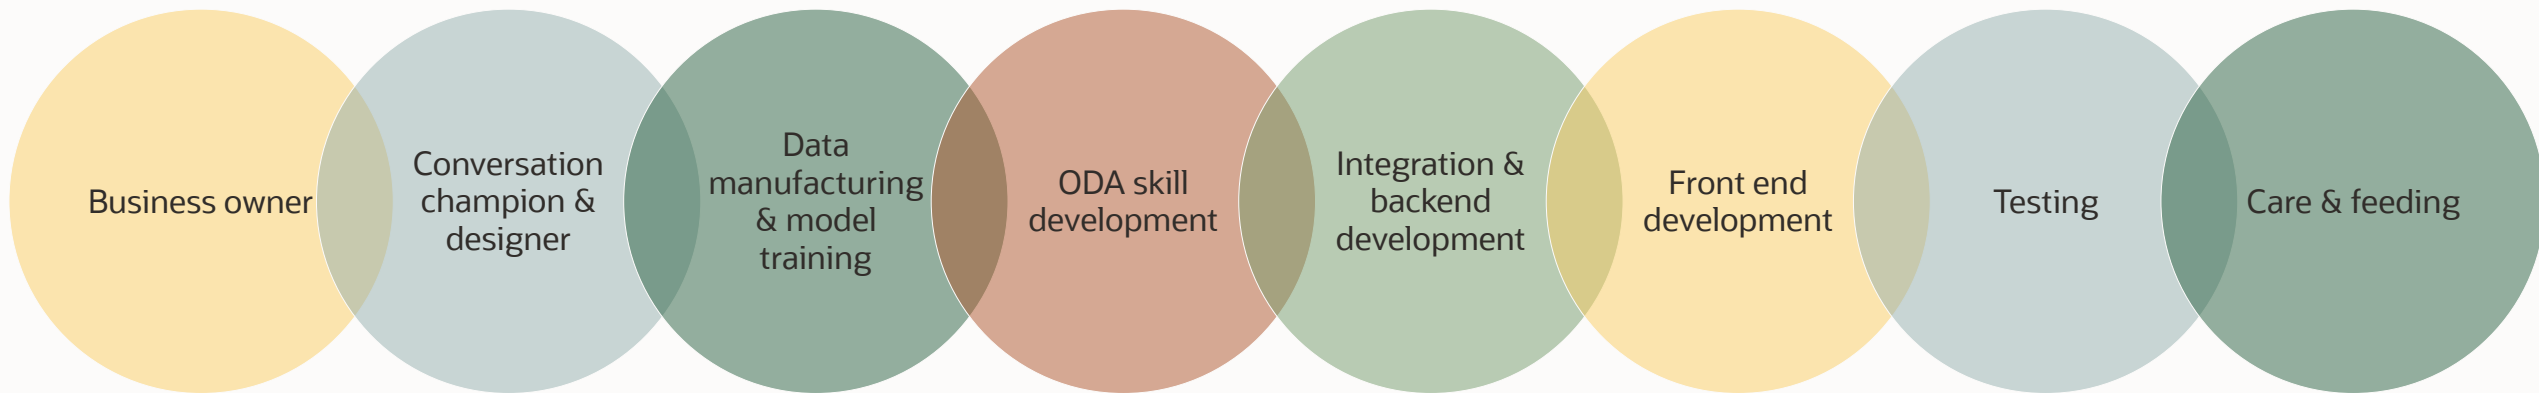 Business owner
Conversation
champion &
designer
Data
manufacturing
& model
training
ODA skill
development
Integration &
backend
development
Front end
development
Testing
Care & feeding